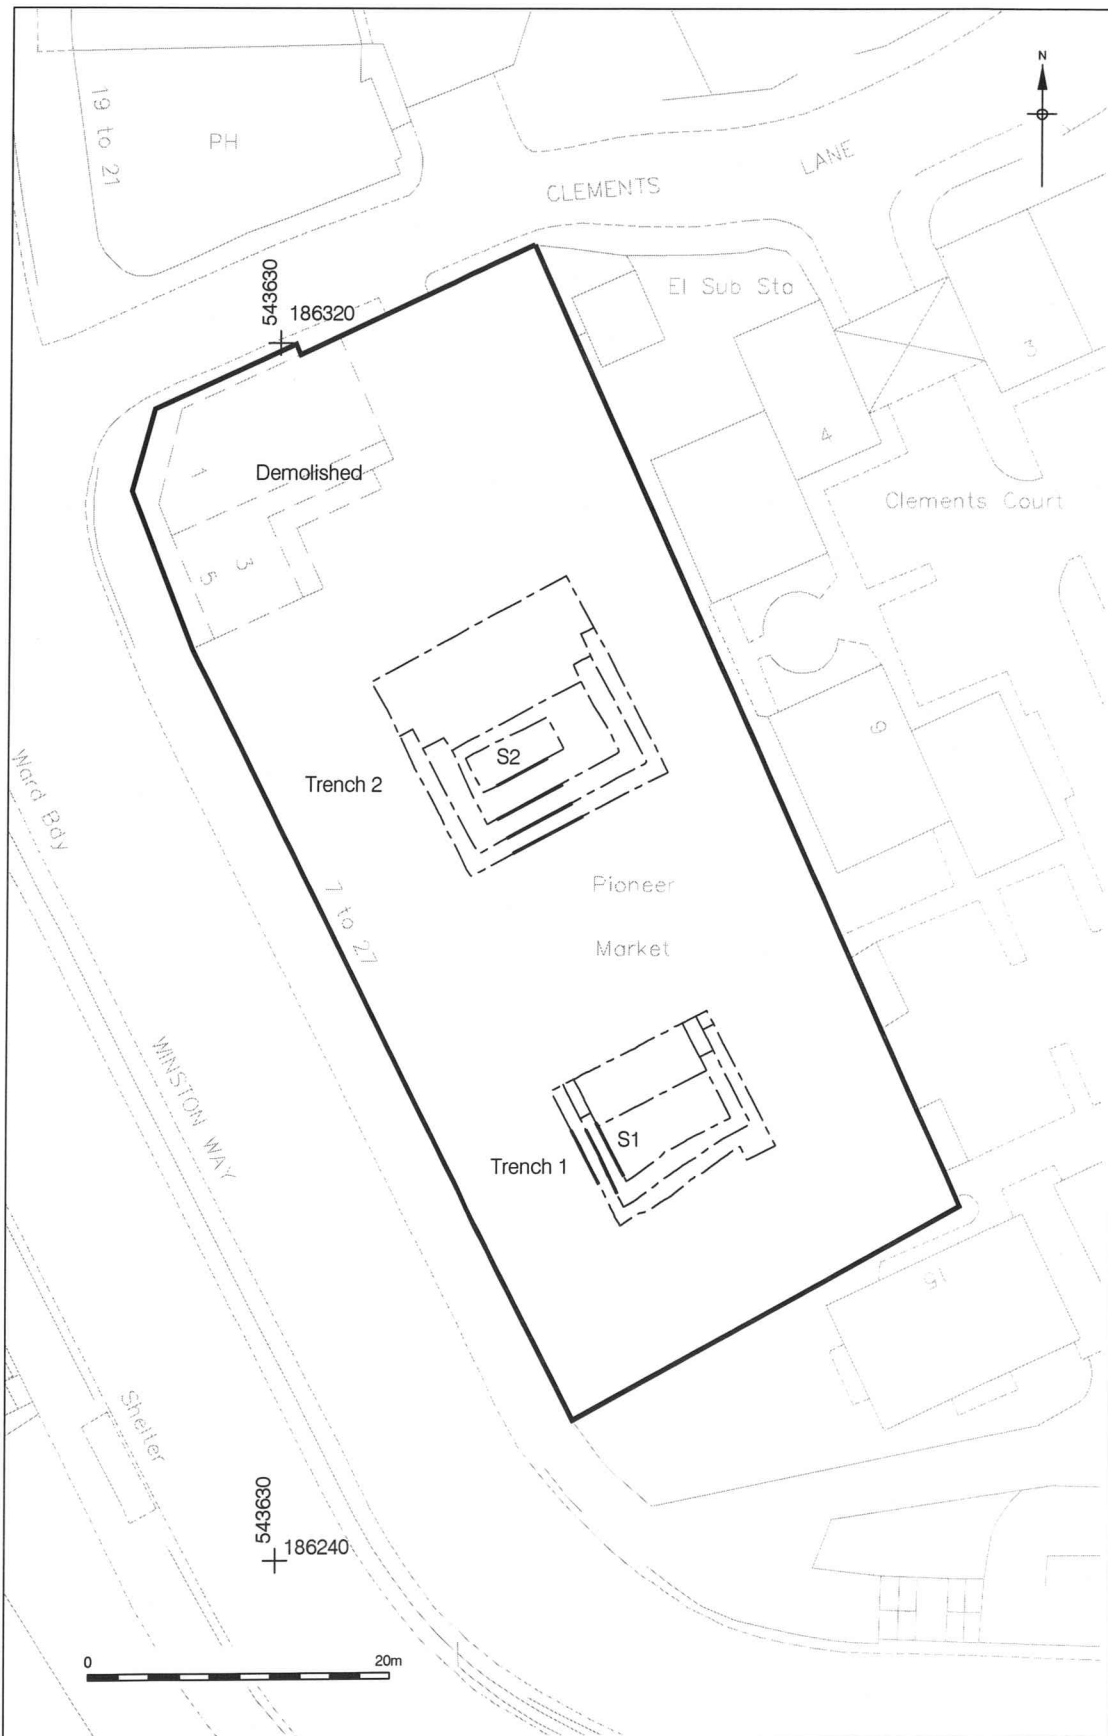 N
19 to 21
PH
CLEMENTS LANE
El Sub Sta
543630
186320
3
1
Demolished
4
Clements Court
3
5
S2
Trench 2
9
Ward Bdy
Pioneer
Market
7 to 27
WINSTON WAY
S1
Trench 1
15
Shelter
543630
186240
0 20m